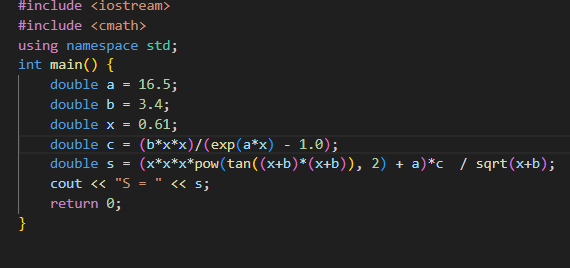 #include <iostream>
#include <cmath>
using namespace std;
int main() {
    double a = 16.5;
    double b = 3.4;
    double x = 0.61;
    double c = (b*x*x)/(exp(a*x) - 1.0);
    double s = (x*x*x*pow(tan((x+b)*(x+b)), 2) + a)*c  / sqrt(x+b);
    cout << "S = " << s;
    return 0;
}